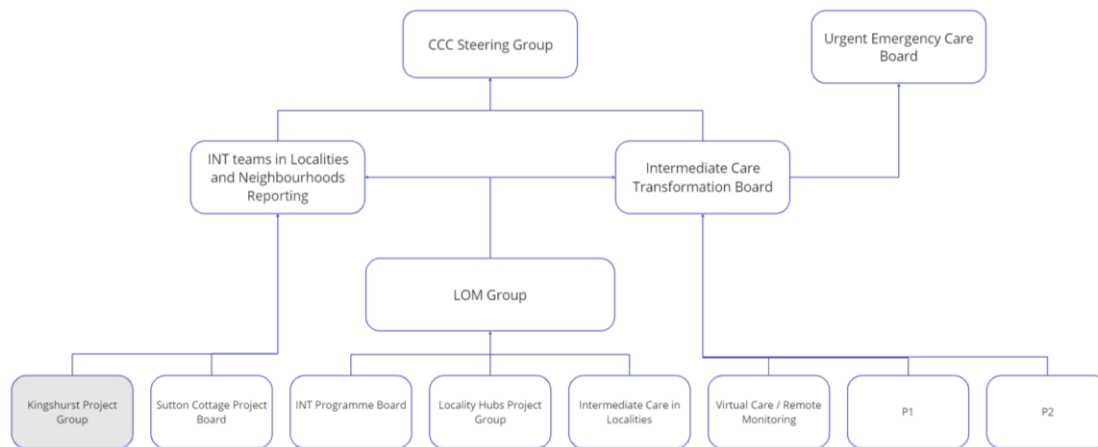 CCC Steering Group
Urgent Emergency Care
Board
INT teams in Localities
and Neighbourhoods
Reporting
Intermediate Care
Transformation Board
LOM Group
Kingshurst Project
Group
Sutton Cottage Project
Board
INT Programme Board
Locality Hubs Project
Group
Intermediate Care in
Localities
Virtual Care / Remote
Monitoring
P1
P2